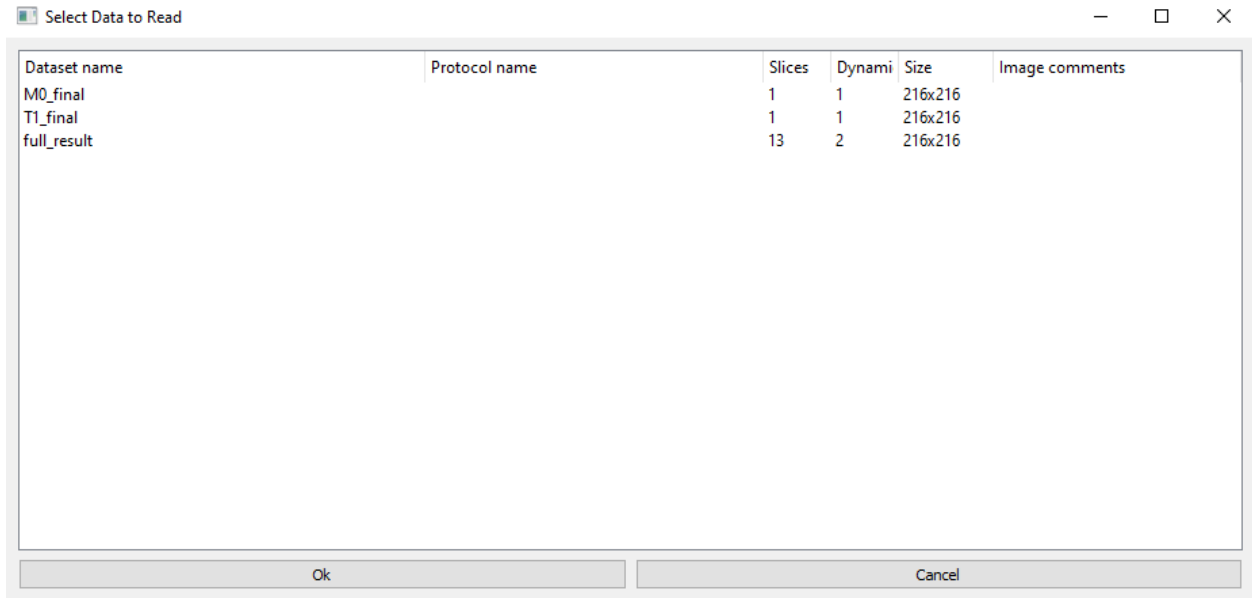 Select Data to Read
Dataset name Protocol name Slices Dynami Size Image comments
M0_final 1 1 216x216
T1_final 1 1 216x216
full_result 13 2 216x216
Ok Cancel